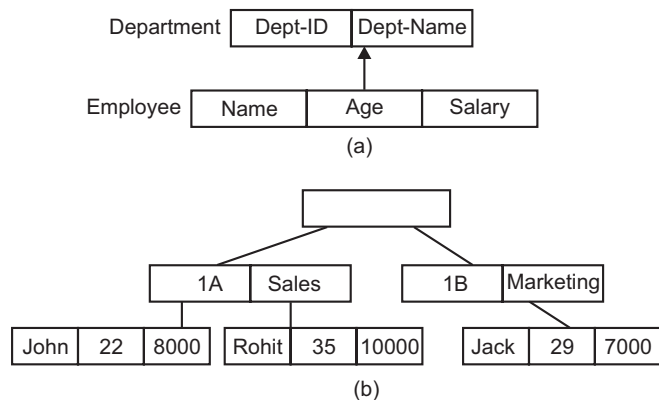 Department Dept-ID Dept-Name
Employee Name Age Salary
(a)
1A Sales 1B Marketing
John 22 8000 Rohit 35 10000 Jack 29 7000
(b)